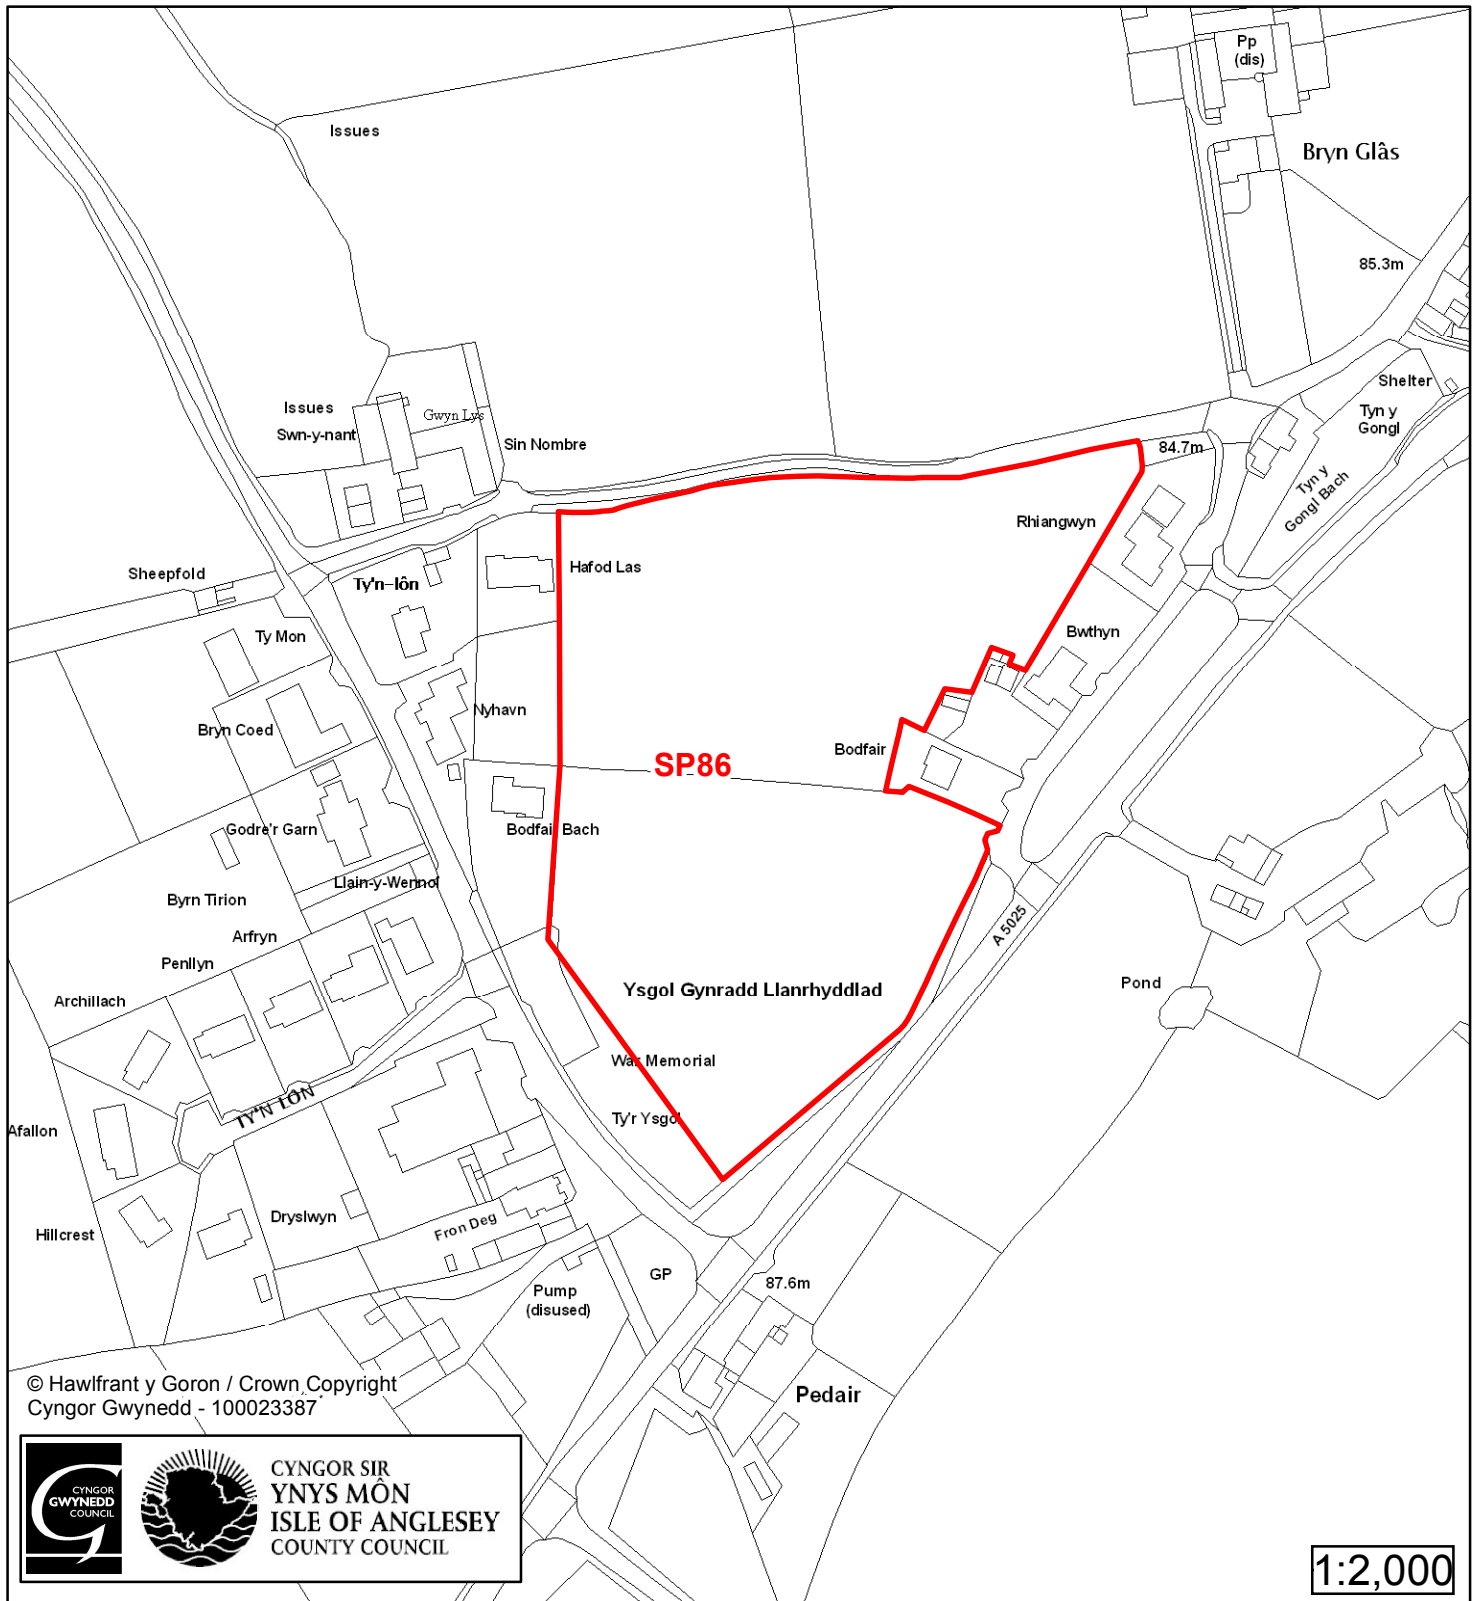 Pp
(dis)
Issues
Bryn Glâs
85.3m
Shelter
Issues
Gwyn Lys
Tyn y
Gongl
Swn-y-nant
Sin Nombre
84.7m
Tyn y
Gongl Bach
Rhiangwyn
Hafod Las
Sheepfold
Ty'n-lôn
Ty Mon
Bwthyn
Nyhavn
Bryn Coed
Bodfair
SP86
Godre'r Garn
Bodfair Bach
Llain-y-Wennol
Byrn Tirion
A 5025
Arfryn
Penllyn
Ysgol Gynradd Llanrhyddlad
Pond
Archillach
War Memorial
TY'N LÔN
Ty'r Ysgol
Afallon
Dryslwyn
Fron Deg
Hillcrest
GP
87.6m
Pump
(disused)
Pedair
© Hawlfrant y Goron / Crown Copyright
Cyngor Gwynedd - 100023387
CYNGOR
GWYNEDD
COUNCIL
CYNGOR SIR
YNYS MÔN
ISLE OF ANGLESEY
COUNTY COUNCIL
1:2,000